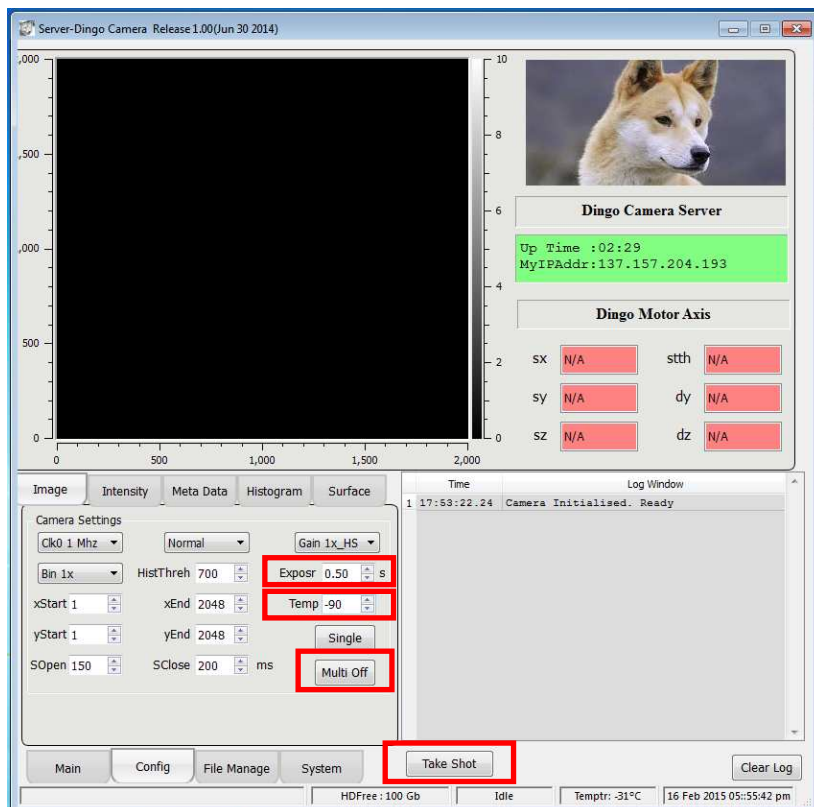 Server-Dingo Camera Release 1.00(Jun 30 2014)
,000
,500
,000
500
0
0 500 1,000 1,500 2,000
10
8
6
4
2
0
Dingo Camera Server
Up Time :02:29
MyIPAddr:137.157.204.193
Dingo Motor Axis
sx N/A stth N/A
sy N/A dy N/A
sz N/A dz N/A
Image Intensity Meta Data Histogram Surface
Camera Settings
Clk0 1 Mhz Normal Gain 1x_HS
Bin 1x HistThreh 700 Exposr 0.50 s
xStart 1 xEnd 2048 Temp -90
yStart 1 yEnd 2048 Single
SOpen 150 SClose 200 ms Multi Off
Time Log Window
1 17:53:22.24 Camera Initialised. Ready
Main Config File Manage System Take Shot Clear Log
HDFree : 100 Gb Idle Temptr: -31°C 16 Feb 2015 05::55:42 pm